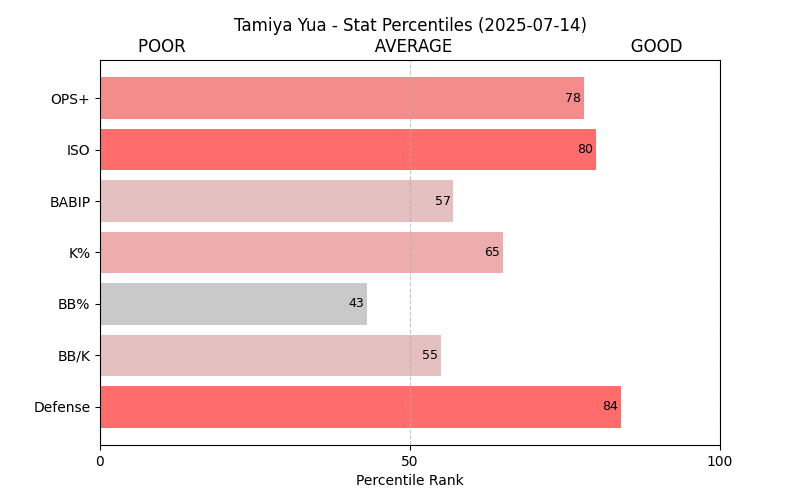 Tamiya Yua - Stat Percentiles (2025-07-14)
POOR AVERAGE GOOD
OPS+ 78
ISO 80
BABIP 57
K% 65
BB% 43
BB/K 55
Defense 84
0 50 100
Percentile Rank